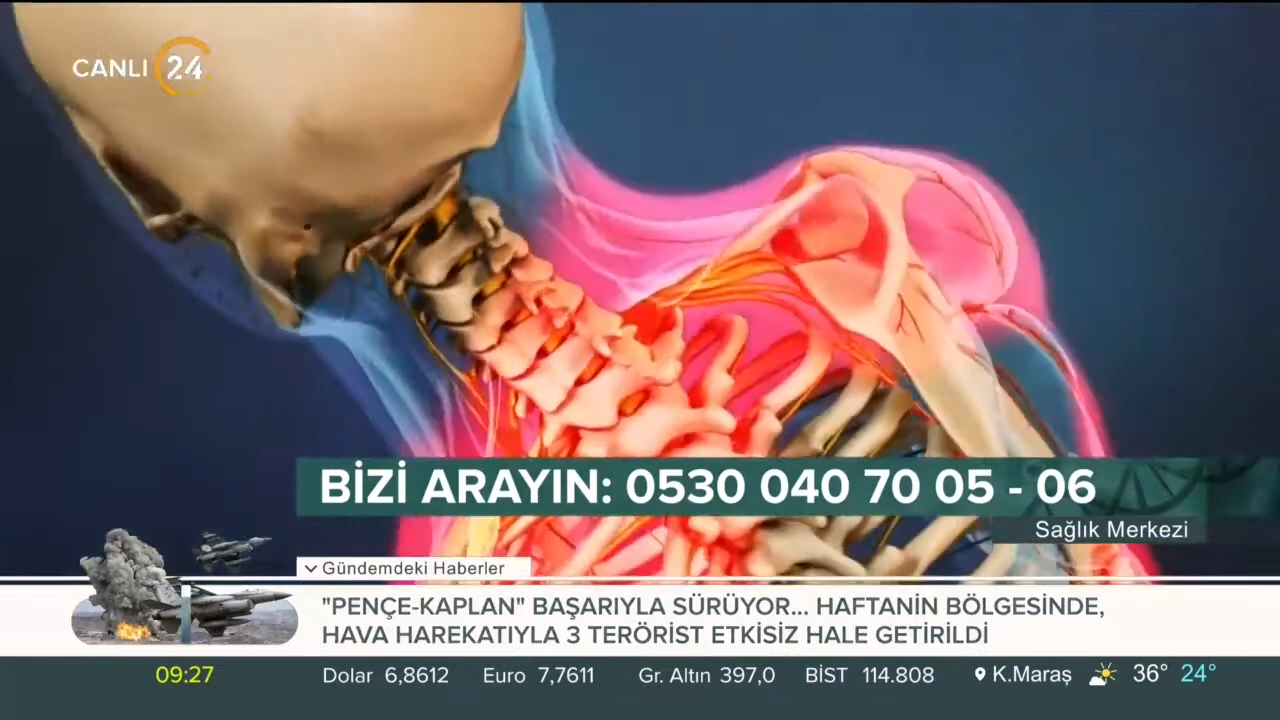 CANLI 24
BİZİ ARAYIN: 0530 040 70 05 - 06
Sağlık Merkezi
Gündemdeki Haberler
"PENÇE-KAPLAN" BAŞARIYLA SÜRÜYOR... HAFTANİN BÖLGESİNDE,
HAVA HAREKATIYLA 3 TERÖRİST ETKİSİZ HALE GETİRİLDİ
09:27 Dolar 6,8612 Euro 7,7611 Gr. Altın 397,0 BİST 114.808 K.Maraş 36° 24°